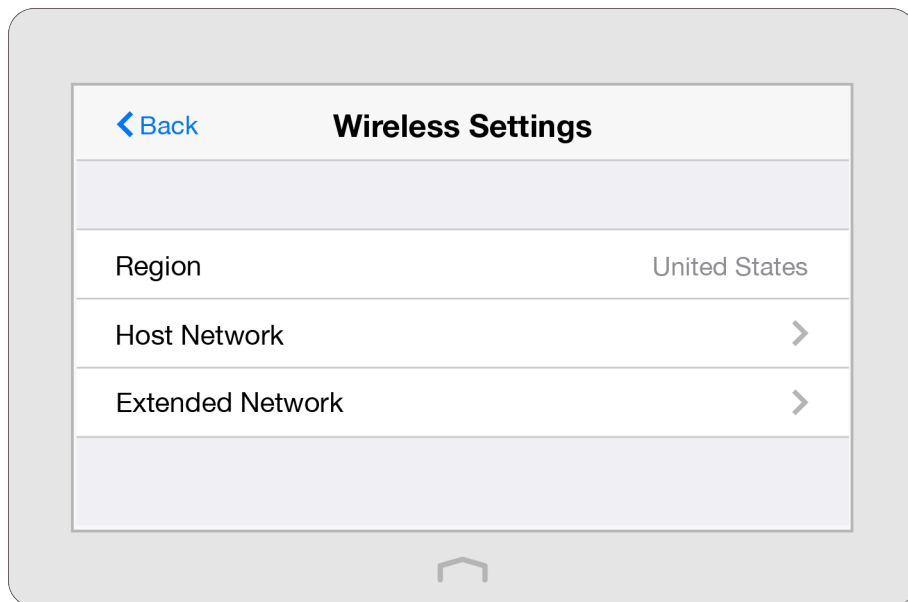 Back
Wireless Settings
Region United States
Host Network
Extended Network